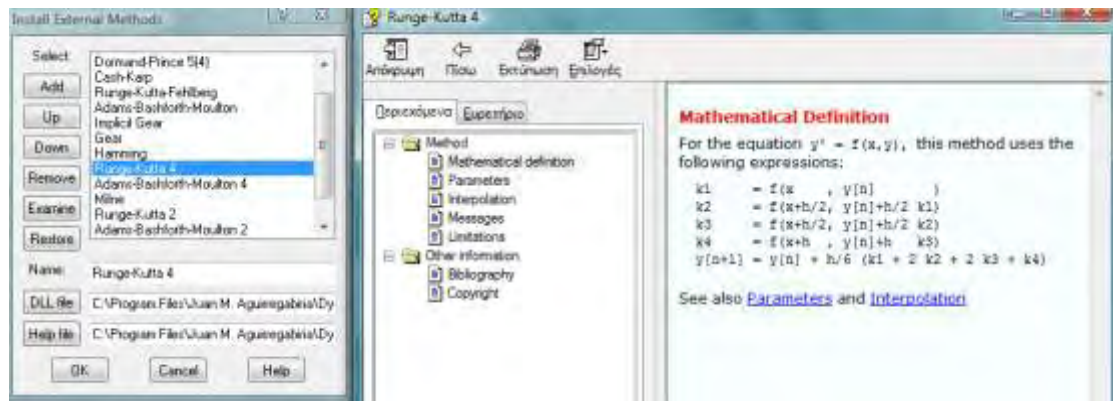 Install External Methods
Select:
Add
Up
Down
Remove
Examine
Restore
Dormand-Prince 5(4)
Cash-Karp
Runge-Kutta-Fehlberg
Adams-Bashforth-Moulton
Implicit Gear
Gear
Hamming
Runge-Kutta 4
Adams-Bashforth-Moulton 4
Milne
Runge-Kutta 2
Adams-Bashforth-Moulton 2
Name: Runge-Kutta 4
DLL file C:\Program Files\Juan M. Aguirregabiria\Dy
Help file C:\Program Files\Juan M. Aguirregabiria\Dy
OK Cancel Help
Runge-Kutta 4
Απόκρυψη Πίσω Εκτύπωση Επιλογές
Περιεχόμενα Ευρετήριο
Method
Mathematical definition
Parameters
Interpolation
Messages
Limitations
Other information
Bibliography
Copyright
Mathematical Definition
For the equation y' = f(x,y), this method uses the
following expressions:
k1 = f(x , y[n] )
k2 = f(x+h/2, y[n]+h/2 k1)
k3 = f(x+h/2, y[n]+h/2 k2)
k4 = f(x+h , y[n]+h k3)
y[n+1] = y[n] + h/6 (k1 + 2 k2 + 2 k3 + k4)
See also Parameters and Interpolation